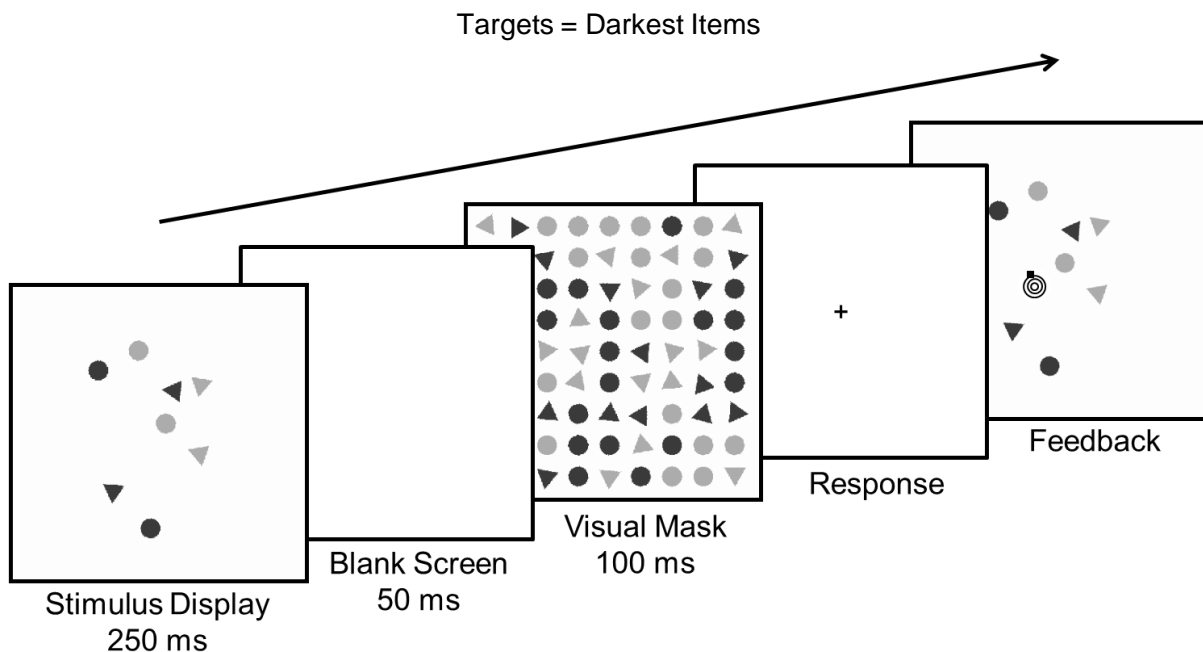 Targets = Darkest Items
Stimulus Display
250 ms
Blank Screen
50 ms
Visual Mask
100 ms
Response
Feedback